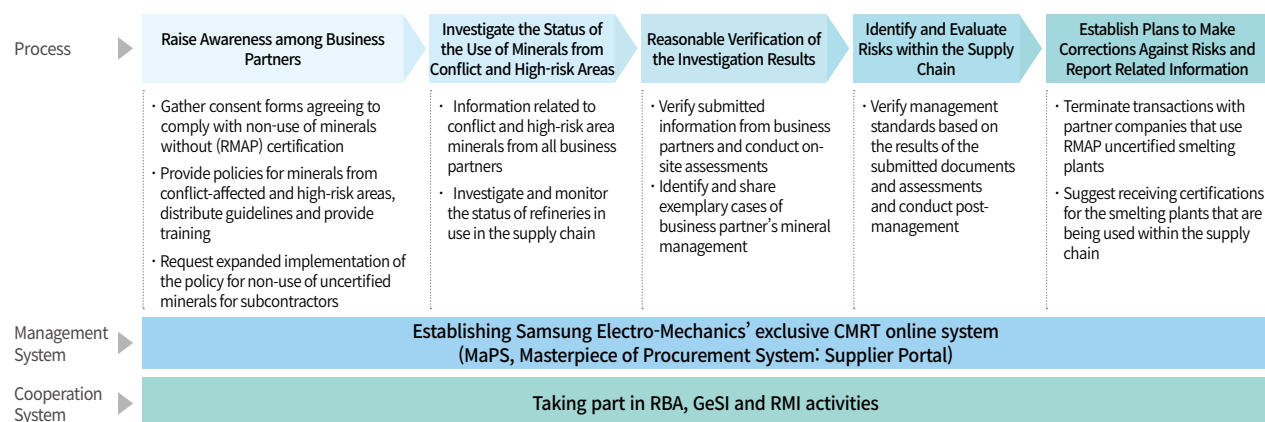 Process
Raise Awareness among Business
Partners
Investigate the Status of
the Use of Minerals from
Conflict and High-risk Areas
Reasonable Verification of
the Investigation Results
Identify and Evaluate
Risks within the Supply
Chain
Establish Plans to Make
Corrections Against Risks and
Report Related Information
· Gather consent forms agreeing to
comply with non-use of minerals
without (RMAP) certification
· Provide policies for minerals from
conflict-affected and high-risk areas,
distribute guidelines and provide
training
· Request expanded implementation of
the policy for non-use of uncertified
minerals for subcontractors
· Information related to
conflict and high-risk area
minerals from all business
partners
· Investigate and monitor
the status of refineries in
use in the supply chain
· Verify submitted
information from business
partners and conduct on-
site assessments
· Identify and share
exemplary cases of
business partner's mineral
management
· Verify management
standards based on
the results of the
submitted documents
and assessments
and conduct post-
management
· Terminate transactions with
partner companies that use
RMAP uncertified smelting
plants
· Suggest receiving certifications
for the smelting plants that are
being used within the supply
chain
Management
System
Establishing Samsung Electro-Mechanics' exclusive CMRT online system
(MaPS, Masterpiece of Procurement System: Supplier Portal)
Cooperation
System
Taking part in RBA, GeSI and RMI activities